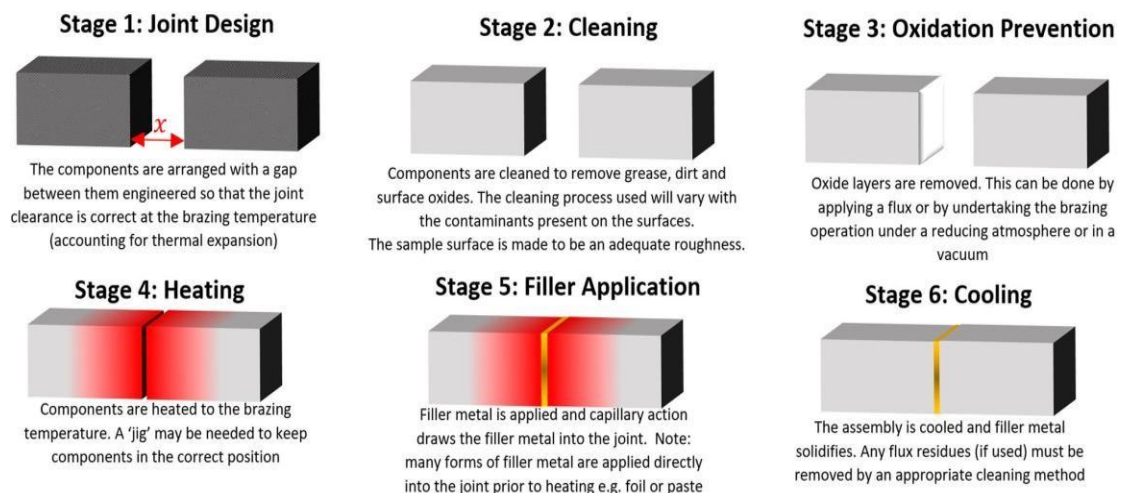 Stage 1: Joint Design
x
The components are arranged with a gap
between them engineered so that the joint
clearance is correct at the brazing temperature
(accounting for thermal expansion)
Stage 2: Cleaning
Components are cleaned to remove grease, dirt and
surface oxides. The cleaning process used will vary with
the contaminants present on the surfaces.
The sample surface is made to be an adequate roughness.
Stage 3: Oxidation Prevention
Oxide layers are removed. This can be done by
applying a flux or by undertaking the brazing
operation under a reducing atmosphere or in a
vacuum
Stage 4: Heating
Components are heated to the brazing
temperature. A ‘jig’ may be needed to keep
components in the correct position
Stage 5: Filler Application
Filler metal is applied and capillary action
draws the filler metal into the joint. Note:
many forms of filler metal are applied directly
into the joint prior to heating e.g. foil or paste
Stage 6: Cooling
The assembly is cooled and filler metal
solidifies. Any flux residues (if used) must be
removed by an appropriate cleaning method